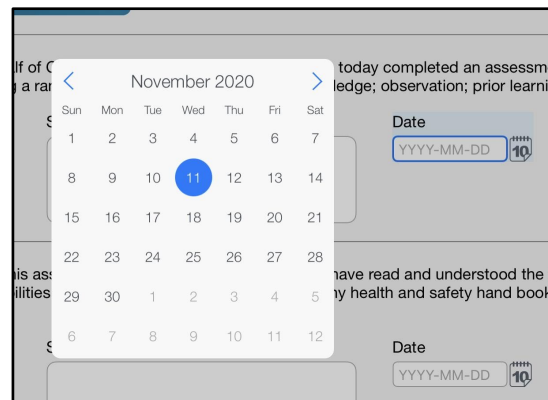 lf of
today completed an assessm
November 2020
g a ran
ledge; observation; prior learni
Sun Mon Tue Wed Thu Fri Sat
1 2 3 4 5 6 7
8 9 10 11 12 13 14
15 16 17 18 19 20 21
22 23 24 25 26 27 28
29 30 1 2 3 4 5
6 7 8 9 10 11 12
Date
YYYY-MM-DD 10
is ass
have read and understood the
ilities
y health and safety hand book
Date
YYYY-MM-DD 10